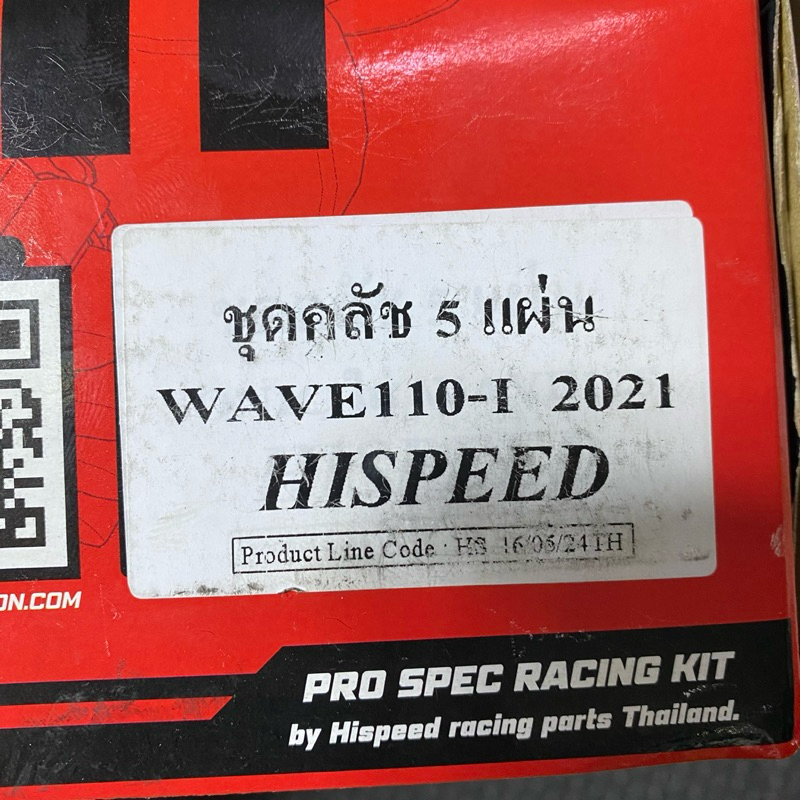 ชุดคลัช 5 แผ่น
WAVE110-I 2021
HISPEED
Product Line Code : HS 16/05/24TH
ON.COM
PRO SPEC RACING KIT
by Hispeed racing parts Thailand.